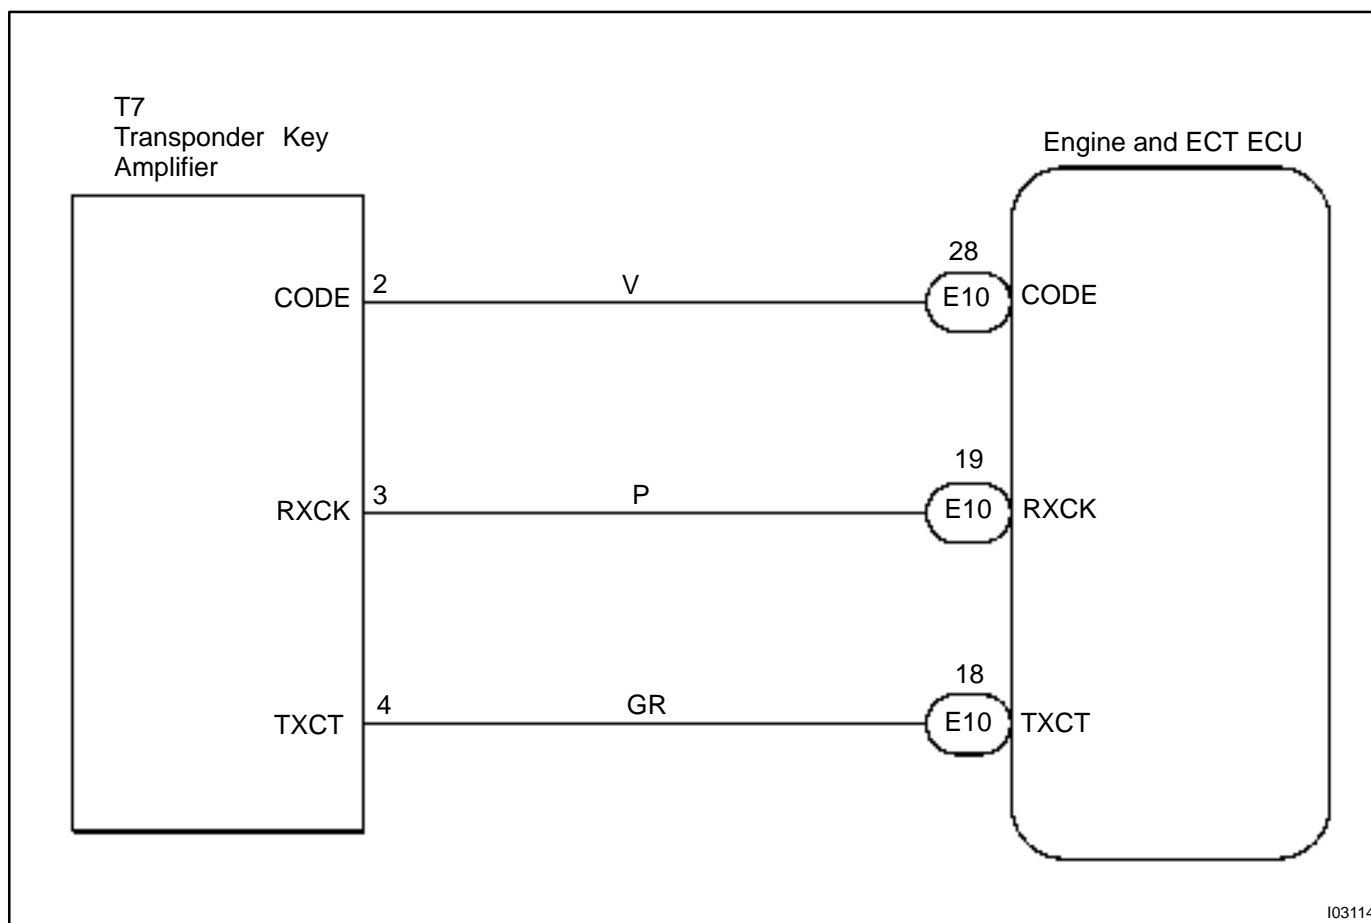 T7
Transponder Key
Amplifier
Engine and ECT ECU
28
CODE 2 V E10 CODE
19
RXCK 3 P E10 RXCK
18
TXCT 4 GR E10 TXCT
I03114